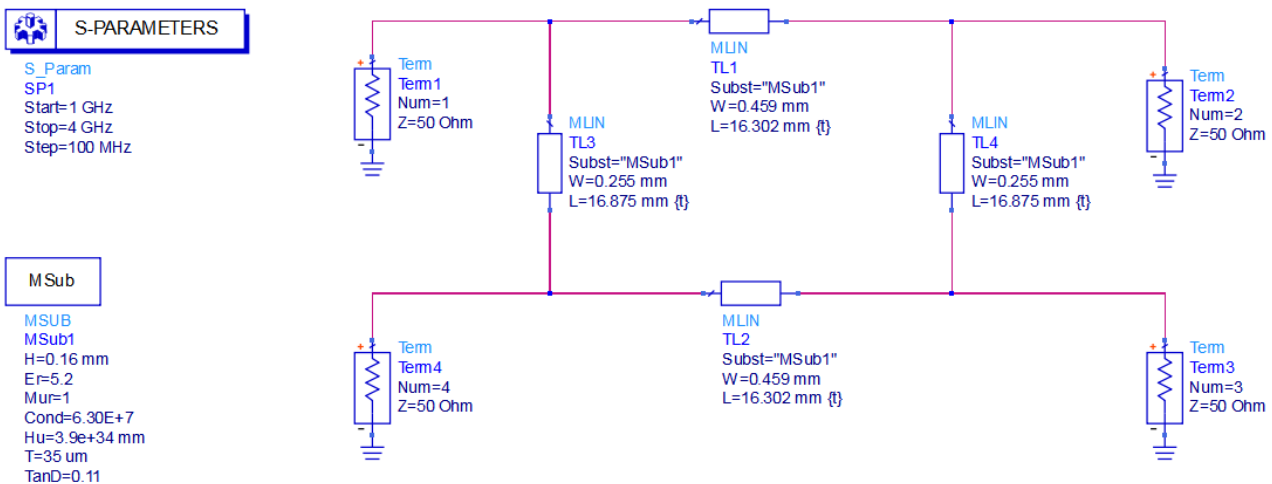 S-PARAMETERS
S_Param
SP1
Start=1 GHz
Stop=4 GHz
Step=100 MHz
+
Term
Term1
Num=1
Z=50 Ohm
-
MLIN
TL1
Subst="MSub1"
W=0.459 mm
L=16.302 mm {t}
+
Term
Term2
Num=2
Z=50 Ohm
-
MLIN
TL3
Subst="MSub1"
W=0.255 mm
L=16.875 mm {t}
MLIN
TL4
Subst="MSub1"
W=0.255 mm
L=16.875 mm {t}
MSub
MSUB
MSub1
H=0.16 mm
Er=5.2
Mur=1
Cond=6.30E+7
Hu=3.9e+34 mm
T=35 um
TanD=0.11
+
Term
Term4
Num=4
Z=50 Ohm
-
MLIN
TL2
Subst="MSub1"
W=0.459 mm
L=16.302 mm {t}
+
Term
Term3
Num=3
Z=50 Ohm
-